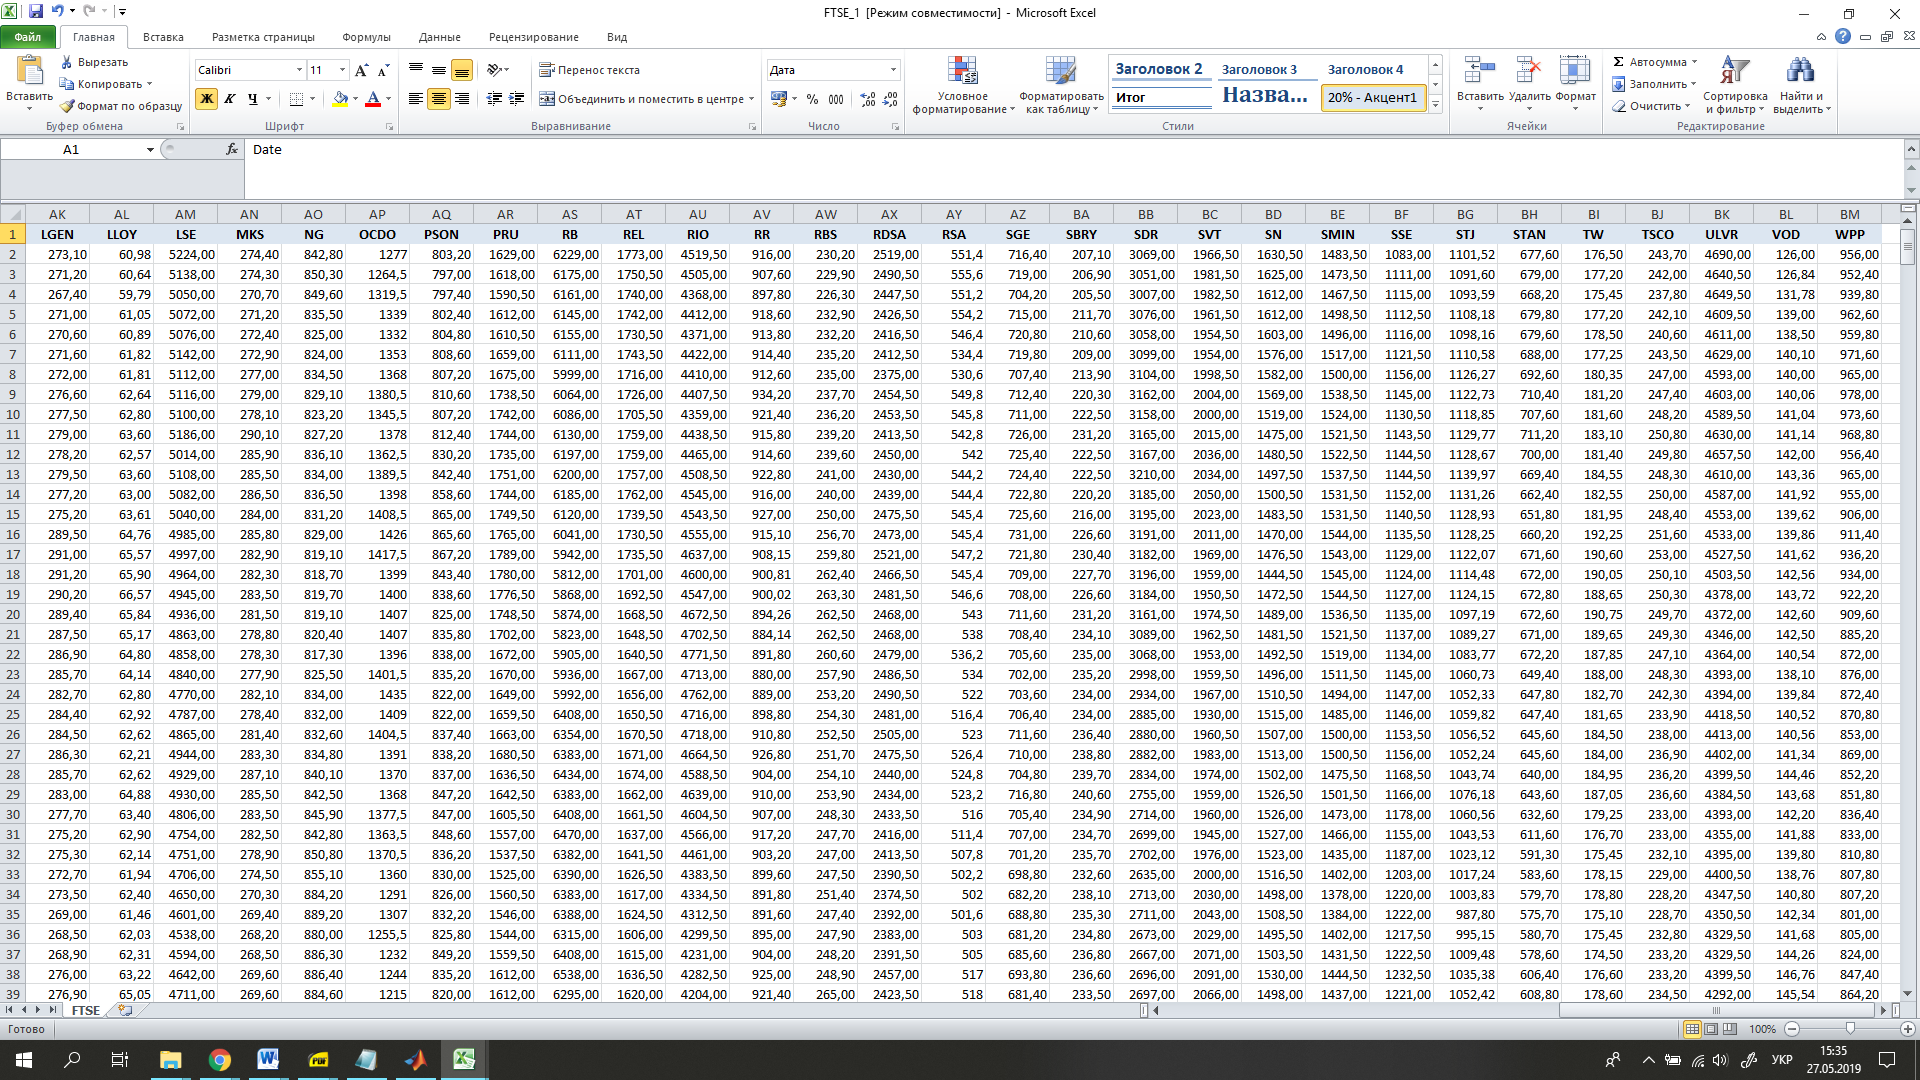 FTSE_1 [Режим совместимости] - Microsoft Excel
Файл Главная Вставка Разметка страницы Формулы Данные Рецензирование Вид
Вставить Вырезать Копировать Формат по образцу Буфер обмена
Calibri 11 Ж К Ч Шрифт
Перенос текста Объединить и поместить в центре Выравнивание
Дата % 000 Число
Условное форматирование Форматировать как таблицу Заголовок 2 Заголовок 3 Заголовок 4 Итог Назва... 20% - Акцент1 Стили
Вставить Удалить Формат Ячейки
Автосумма Заполнить Очистить Сортировка и фильтр Найти и выделить Редактирование
A1 fx Date
AK AL AM AN AO AP AQ AR AS AT AU AV AW AX AY AZ BA BB BC BD BE BF BG BH BI BJ BK BL BM
1 LGEN LLOY LSE MKS NG OCDO PSON PRU RB REL RIO RR RBS RDSA RSA SGE SBRY SDR SVT SN SMIN SSE STJ STAN TW TSCO ULVR VOD WPP
2 273,10 60,98 5224,00 274,40 842,80 1277 803,20 1629,00 6229,00 1773,00 4519,50 916,00 230,20 2519,00 551,4 716,40 207,10 3069,00 1966,50 1630,50 1483,50 1083,00 1101,52 677,60 176,50 243,70 4690,00 126,00 956,00
3 271,20 60,64 5138,00 274,30 850,30 1264,5 797,00 1618,00 6175,00 1750,50 4505,00 907,60 229,90 2490,50 555,6 719,00 206,90 3051,00 1981,50 1625,00 1473,50 1111,00 1091,60 679,00 177,20 242,00 4640,50 126,84 952,40
4 267,40 59,79 5050,00 270,70 849,60 1319,5 797,40 1590,50 6161,00 1740,00 4368,00 897,80 226,30 2447,50 551,2 704,20 205,50 3007,00 1982,50 1612,00 1467,50 1115,00 1093,59 668,20 175,45 237,80 4649,50 131,78 939,80
5 271,00 61,05 5072,00 271,20 835,50 1339 802,40 1612,00 6145,00 1742,00 4412,00 918,60 232,90 2426,50 554,2 715,00 211,70 3076,00 1961,50 1612,00 1498,50 1112,50 1108,18 679,80 177,20 242,10 4609,50 139,00 962,60
6 270,60 60,89 5076,00 272,40 825,00 1332 804,80 1610,50 6155,00 1730,50 4371,00 913,80 232,20 2416,50 546,4 720,80 210,60 3058,00 1954,50 1603,00 1496,00 1116,00 1098,16 679,60 178,50 240,60 4611,00 138,50 959,80
7 271,60 61,82 5142,00 272,90 824,00 1353 808,60 1659,00 6111,00 1743,50 4422,00 914,40 235,20 2412,50 534,4 719,80 209,00 3099,00 1954,00 1576,00 1517,00 1121,50 1110,58 688,00 177,25 243,50 4629,00 140,10 971,60
8 272,00 61,81 5112,00 277,00 834,50 1368 807,20 1675,00 5999,00 1716,00 4410,00 912,60 235,00 2375,00 530,6 707,40 213,90 3104,00 1998,50 1582,00 1500,00 1156,00 1126,27 692,60 180,35 247,00 4593,00 140,00 965,00
9 276,60 62,64 5116,00 279,00 829,10 1380,5 810,60 1738,50 6064,00 1726,00 4407,50 934,20 237,70 2454,50 549,8 712,40 220,30 3162,00 2004,00 1569,00 1538,50 1145,00 1122,73 710,40 181,20 247,40 4603,00 140,06 978,00
10 277,50 62,80 5100,00 278,10 823,20 1345,5 807,20 1742,00 6086,00 1705,50 4359,00 921,40 236,20 2453,50 545,8 711,00 222,50 3158,00 2000,00 1519,00 1524,00 1130,50 1118,85 707,60 181,60 248,20 4589,50 141,04 973,60
11 279,00 63,60 5186,00 290,10 827,20 1378 812,40 1744,00 6130,00 1759,00 4438,50 915,80 239,20 2413,50 542,8 726,00 231,20 3165,00 2015,00 1475,00 1521,50 1143,50 1129,77 711,20 183,10 250,80 4630,00 141,14 968,80
12 278,20 62,57 5014,00 285,90 836,10 1362,5 830,20 1735,00 6197,00 1759,00 4465,00 914,60 239,60 2450,00 542 725,40 222,50 3167,00 2036,00 1480,50 1522,50 1144,50 1128,67 700,00 181,40 249,80 4657,50 142,00 956,40
13 279,50 63,60 5108,00 285,50 834,00 1389,5 842,40 1751,00 6200,00 1757,00 4508,50 922,80 241,00 2430,00 544,2 724,40 222,50 3210,00 2034,00 1497,50 1537,50 1144,50 1139,97 669,40 184,55 248,30 4610,00 143,36 965,00
14 277,20 63,00 5082,00 286,50 836,50 1398 858,60 1744,00 6185,00 1762,00 4545,00 916,00 240,00 2439,00 544,4 722,80 220,20 3185,00 2050,00 1500,50 1531,50 1152,00 1131,26 662,40 182,55 250,00 4587,00 141,92 955,00
15 275,20 63,61 5040,00 284,00 831,20 1408,5 865,00 1749,50 6120,00 1739,50 4543,50 927,00 250,00 2475,50 545,4 725,60 216,00 3195,00 2023,00 1483,50 1531,50 1140,50 1128,93 651,80 181,95 248,40 4553,00 139,62 906,00
16 289,50 64,76 4985,00 285,80 829,00 1426 865,60 1765,00 6041,00 1730,50 4555,00 915,10 256,70 2473,00 545,4 731,00 226,60 3191,00 2011,00 1470,00 1544,00 1135,50 1128,25 660,20 192,25 251,60 4533,00 139,86 911,40
17 291,00 65,57 4997,00 282,90 819,10 1417,5 867,20 1789,00 5942,00 1735,50 4637,00 908,15 259,80 2521,00 547,2 721,80 230,40 3182,00 1969,00 1476,50 1543,00 1129,00 1122,07 671,60 190,60 253,00 4527,50 141,62 936,20
18 291,20 65,90 4964,00 282,30 818,70 1399 843,40 1780,00 5812,00 1701,00 4600,00 900,81 262,40 2466,50 545,4 709,00 227,70 3196,00 1959,00 1444,50 1545,00 1124,00 1114,48 672,00 190,05 250,10 4503,50 142,56 934,00
19 290,20 66,57 4945,00 283,50 819,70 1400 838,60 1776,50 5868,00 1692,50 4547,00 900,02 263,30 2481,50 546,6 708,00 226,60 3184,00 1950,50 1472,50 1544,50 1127,00 1124,15 672,80 188,65 250,30 4378,00 143,72 922,20
20 289,40 65,84 4936,00 281,50 819,10 1407 825,00 1748,50 5874,00 1668,50 4672,50 894,26 262,50 2468,00 543 711,60 231,20 3161,00 1974,50 1489,00 1536,50 1135,00 1097,19 672,60 190,75 249,70 4372,00 142,60 909,60
21 287,50 65,17 4863,00 278,80 820,40 1407 835,80 1702,00 5823,00 1648,50 4702,50 884,14 262,50 2468,00 538 708,40 234,10 3089,00 1962,50 1481,50 1521,50 1137,00 1089,27 671,00 189,65 249,30 4346,00 142,50 885,20
22 286,90 64,80 4858,00 278,30 817,30 1396 838,00 1672,00 5905,00 1640,50 4771,50 891,80 260,60 2479,00 536,2 705,60 235,00 3068,00 1953,00 1492,50 1519,00 1134,00 1083,77 672,20 187,85 247,10 4364,00 140,54 872,00
23 285,70 64,14 4840,00 277,90 825,50 1401,5 835,20 1670,00 5936,00 1667,00 4713,00 880,00 257,90 2486,50 534 702,00 235,20 2998,00 1959,50 1496,00 1511,50 1145,00 1060,73 649,40 188,00 248,30 4393,00 138,10 876,00
24 282,70 62,80 4770,00 282,10 834,00 1435 822,00 1649,00 5992,00 1656,00 4762,00 889,00 253,20 2490,50 522 703,60 234,00 2934,00 1967,00 1510,50 1494,00 1147,00 1052,33 647,80 182,70 242,30 4394,00 139,84 872,40
25 284,40 62,92 4787,00 278,40 832,00 1409 822,00 1659,50 6408,00 1650,50 4716,00 898,80 254,30 2481,00 516,4 706,40 234,00 2885,00 1930,00 1515,00 1485,00 1146,00 1059,82 647,40 181,65 233,90 4418,50 140,52 870,80
26 284,50 62,62 4865,00 281,40 832,60 1404,5 837,40 1663,00 6354,00 1670,50 4718,00 910,80 252,50 2505,00 523 711,60 236,40 2880,00 1960,50 1507,00 1500,00 1153,50 1056,52 645,60 184,50 238,00 4413,00 140,56 853,00
27 286,30 62,21 4944,00 283,30 834,80 1391 838,20 1680,50 6383,00 1671,00 4664,50 926,80 251,70 2475,50 526,4 710,00 238,80 2882,00 1983,00 1513,00 1500,50 1156,00 1052,24 645,60 184,00 236,90 4402,00 141,34 869,00
28 285,70 62,62 4929,00 287,10 840,10 1370 837,00 1636,50 6434,00 1674,00 4588,50 904,00 254,10 2440,00 524,8 704,80 239,70 2834,00 1974,00 1502,00 1475,50 1168,50 1043,74 640,00 184,95 236,20 4399,50 144,46 852,20
29 283,00 64,88 4930,00 285,50 842,50 1368 847,20 1642,50 6383,00 1662,00 4639,00 910,00 253,90 2434,00 523,2 716,80 240,60 2755,00 1959,00 1526,50 1501,50 1166,00 1076,18 643,60 187,05 236,60 4384,50 143,68 851,80
30 277,70 63,40 4806,00 283,50 845,90 1377,5 847,00 1605,50 6408,00 1661,50 4604,50 907,00 248,30 2433,50 516 705,40 234,90 2714,00 1960,00 1526,00 1473,00 1178,00 1060,56 632,60 179,25 233,00 4393,00 142,20 836,40
31 275,20 62,90 4754,00 282,50 842,80 1363,5 848,60 1557,00 6470,00 1637,00 4566,00 917,20 247,70 2416,00 511,4 707,00 234,70 2699,00 1945,00 1527,00 1466,00 1155,00 1043,53 611,60 176,70 233,00 4355,00 141,88 833,00
32 275,30 62,14 4751,00 278,90 850,80 1370,5 836,20 1537,50 6382,00 1641,50 4461,00 903,20 247,00 2413,50 507,8 701,20 235,70 2702,00 1976,00 1523,00 1435,00 1187,00 1023,12 591,30 175,45 232,10 4395,00 139,80 810,80
33 272,70 61,94 4706,00 274,50 855,10 1360 830,00 1525,00 6390,00 1626,50 4383,50 899,60 247,50 2390,50 502,2 698,80 232,60 2635,00 2000,00 1516,50 1402,00 1203,00 1017,24 583,60 178,15 229,00 4400,50 138,76 807,80
34 273,50 62,40 4650,00 270,30 884,20 1291 826,00 1560,50 6383,00 1617,00 4334,50 891,80 251,40 2374,50 502 682,20 238,10 2713,00 2030,00 1498,00 1378,00 1220,00 1003,83 579,70 178,80 228,20 4347,50 140,80 807,20
35 269,00 61,46 4601,00 269,40 889,20 1307 832,20 1546,00 6388,00 1624,50 4312,50 891,60 247,40 2392,00 501,6 688,80 235,30 2711,00 2043,00 1508,50 1384,00 1222,00 987,80 575,70 175,10 228,70 4350,50 142,34 801,00
36 268,50 62,03 4538,00 268,20 880,00 1255,5 825,80 1544,00 6315,00 1606,00 4299,50 895,00 247,90 2383,00 503 681,20 234,80 2673,00 2029,00 1495,50 1402,00 1217,50 995,15 580,70 175,45 232,80 4329,50 141,68 805,00
37 268,90 62,31 4594,00 268,50 886,30 1232 849,20 1559,50 6408,00 1615,00 4231,00 904,00 248,20 2391,50 505 685,60 236,80 2667,00 2071,00 1503,50 1431,50 1222,50 1009,48 578,60 174,50 233,20 4329,50 144,26 824,00
38 276,00 63,22 4642,00 269,60 886,40 1244 835,20 1612,00 6538,00 1636,50 4282,50 925,00 248,90 2457,00 517 693,80 236,60 2696,00 2091,00 1530,00 1444,50 1232,50 1035,38 606,40 176,60 233,20 4399,50 146,76 847,40
39 276,90 65,05 4711,00 269,60 884,60 1215 820,00 1612,00 6295,00 1620,00 4204,00 921,40 265,00 2423,50 518 681,40 233,50 2697,00 2066,00 1498,00 1437,00 1221,00 1052,42 608,80 178,60 234,50 4292,00 145,54 864,20
FTSE
Готово 100%
УКР 15:35
27.05.2019